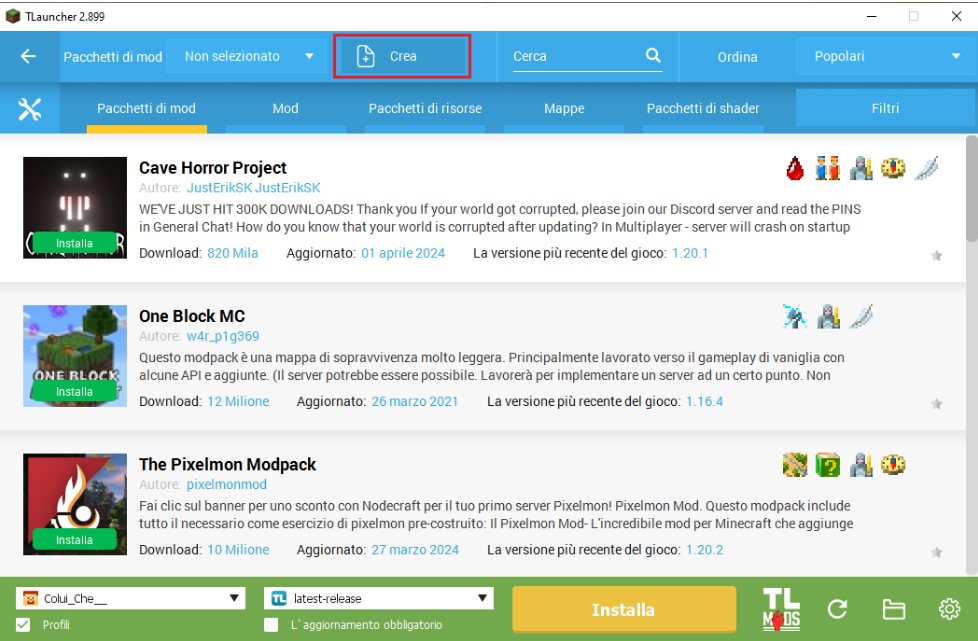 TLauncher 2.899
Pacchetti di mod Non selezionato Crea Cerca Ordina Popolari
Pacchetti di mod Mod Pacchetti di risorse Mappe Pacchetti di shader Filtri
Cave Horror Project
Autore: JustErikSK JustErikSK
WE'VE JUST HIT 300K DOWNLOADS! Thank you If your world got corrupted, please join our Discord server and read the PINS
in General Chat! How do you know that your world is corrupted after updating? In Multiplayer - server will crash on startup
Installa
Download: 820 Mila Aggiornato: 01 aprile 2024 La versione più recente del gioco: 1.20.1
One Block MC
Autore: w4r_p1g369
Questo modpack è una mappa di sopravvivenza molto leggera. Principalmente lavorato verso il gameplay di vaniglia con
alcune API e aggiunte. (Il server potrebbe essere possibile. Lavorerà per implementare un server ad un certo punto. Non
ONE BLOCK
Installa
Download: 12 Milione Aggiornato: 26 marzo 2021 La versione più recente del gioco: 1.16.4
The Pixelmon Modpack
Autore: pixelmonmod
Fai clic sul banner per uno sconto con Nodecraft per il tuo primo server Pixelmon! Pixelmon Mod. Questo modpack include
tutto il necessario come esercizio di pixelmon pre-costruito: Il Pixelmon Mod- L'incredibile mod per Minecraft che aggiunge
Installa
Download: 10 Milione Aggiornato: 27 marzo 2024 La versione più recente del gioco: 1.20.2
Colui_Che__ TL latest-release Installa TL MODS
Profili L`aggiornamento obbligatorio